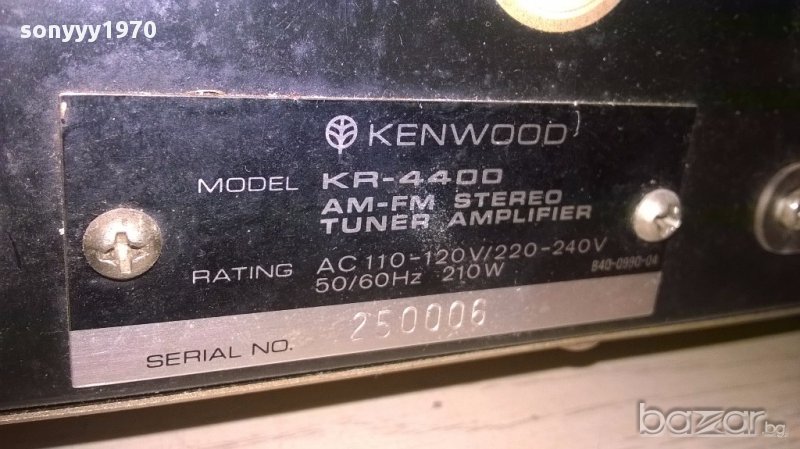 sonyyy1970
KENWOOD
MODEL KR-4400
AM-FM STEREO
TUNER AMPLIFIER
RATING AC 110-120V/220-240V
50/60Hz 210W 840-0990-04
SERIAL NO. 250006
bazar.bg